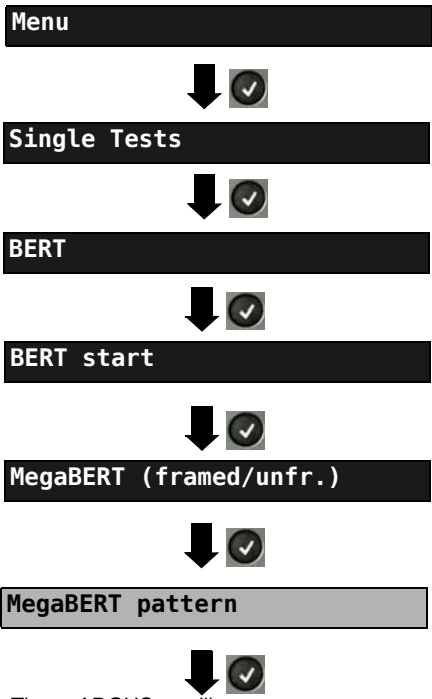 Menu
Single Tests
BERT
BERT start
MegaBERT (framed/unfr.)
MegaBERT pattern